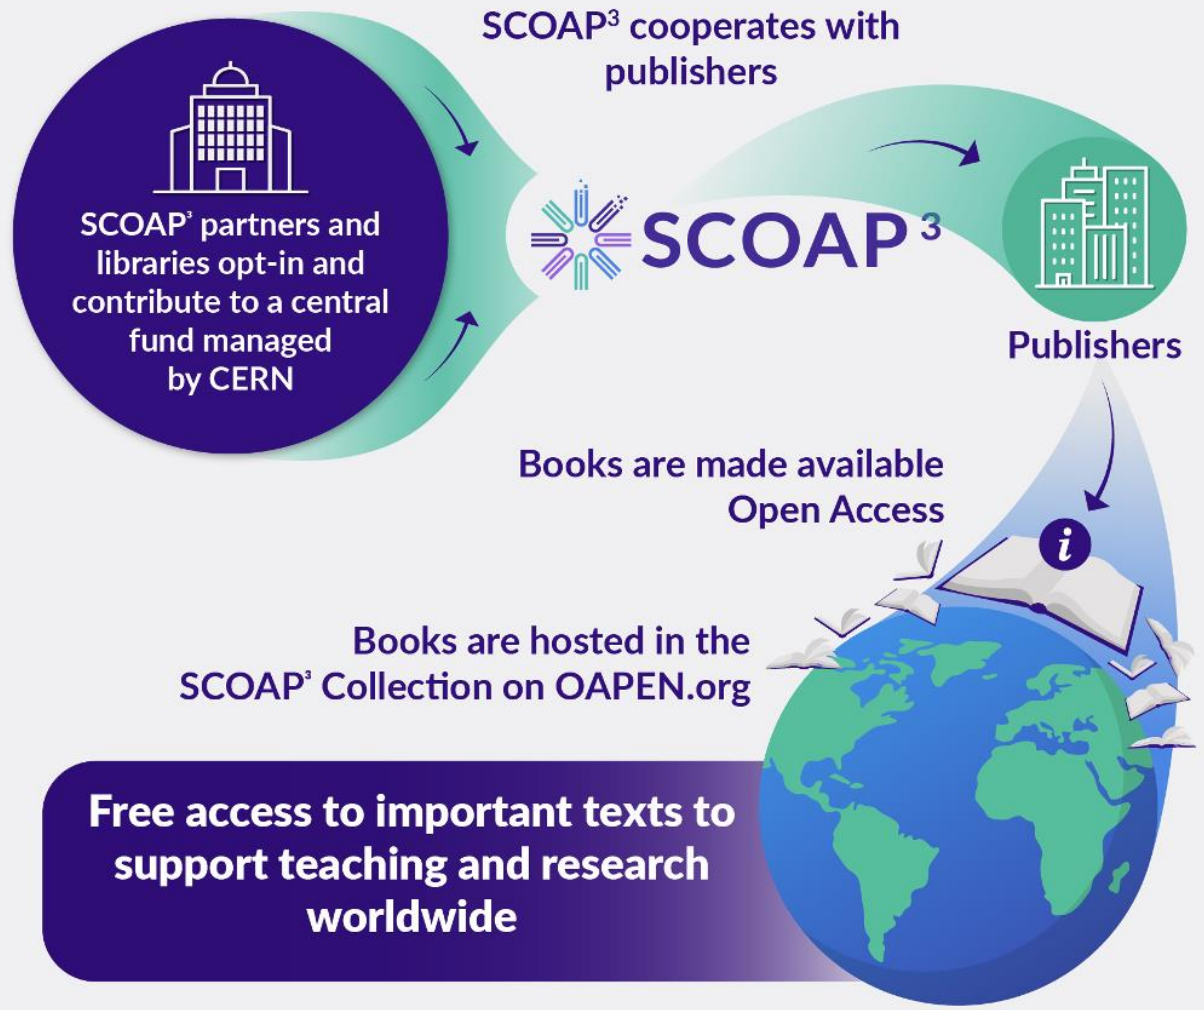 SCOAP³ cooperates with
publishers
SCOAP³ partners and
libraries opt-in and
contribute to a central
fund managed
by CERN
SCOAP³
Publishers
Books are made available
Open Access
i
Books are hosted in the
SCOAP³ Collection on OAPEN.org
Free access to important texts to
support teaching and research
worldwide